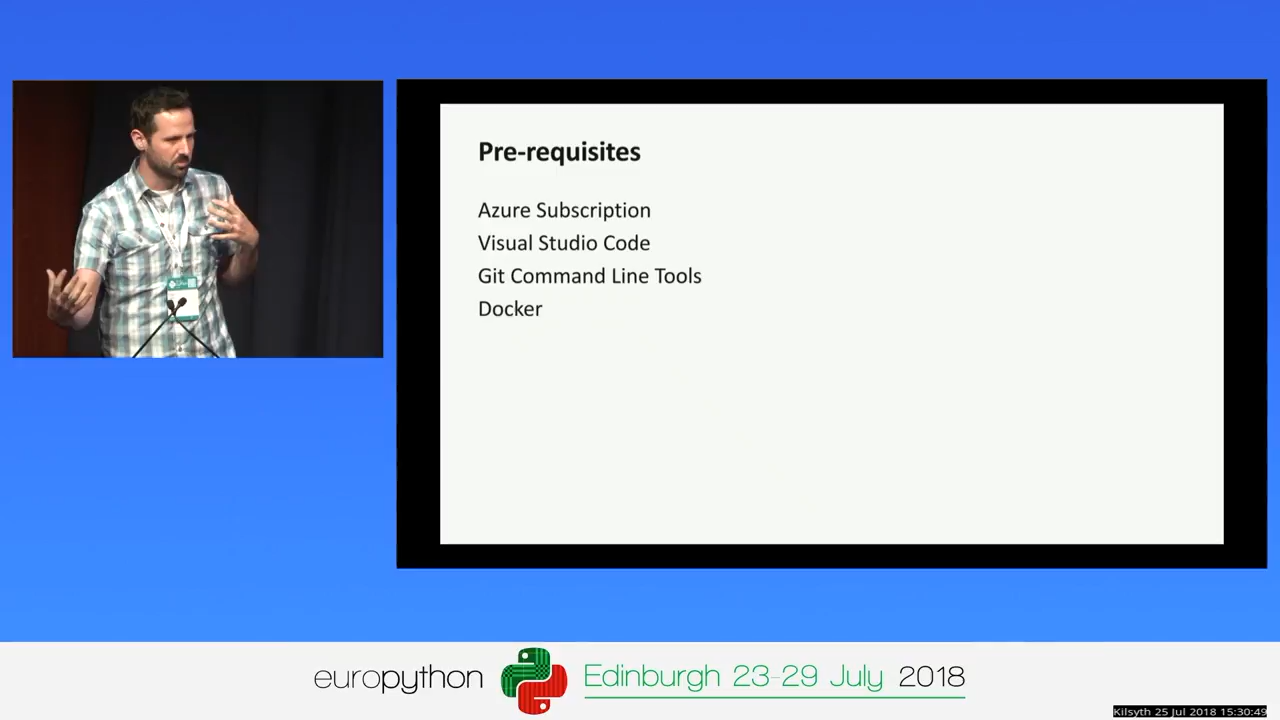 Pre-requisites
Azure Subscription
Visual Studio Code
Git Command Line Tools
Docker
europython Edinburgh 23-29 July 2018
Kilsyth 25 Jul 2018 15:30:49